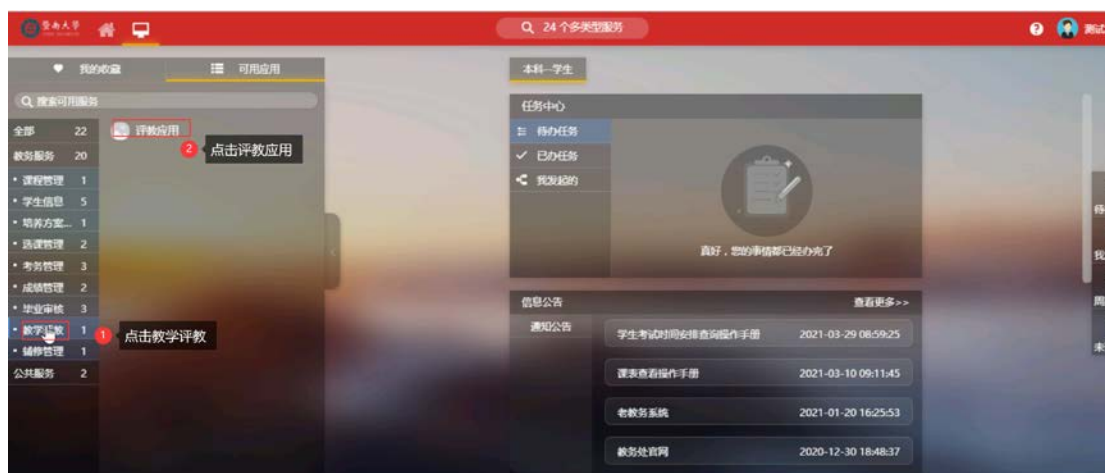 暨南大学
24 个多类型服务
测试
我的收藏
可用应用
搜索可用服务
全部 22
教务服务 20
• 课程管理 1
• 学生信息 5
• 培养方案... 1
• 选课管理 2
• 考务管理 3
• 成绩管理 2
• 毕业审核 3
• 教学评教 1
• 辅修管理 1
公共服务 2
评教应用
2 点击评教应用
1 点击教学评教
本科—学生
任务中心
待办任务
已办任务
我发起的
真好，您的事情都已经办完了
信息公告
查看更多>>
通知公告
学生考试时间安排查询操作手册 2021-03-29 08:59:25
课表查看操作手册 2021-03-10 09:11:45
老教务系统 2021-01-20 16:25:53
教务处官网 2020-12-30 18:48:37
待
我
周
未